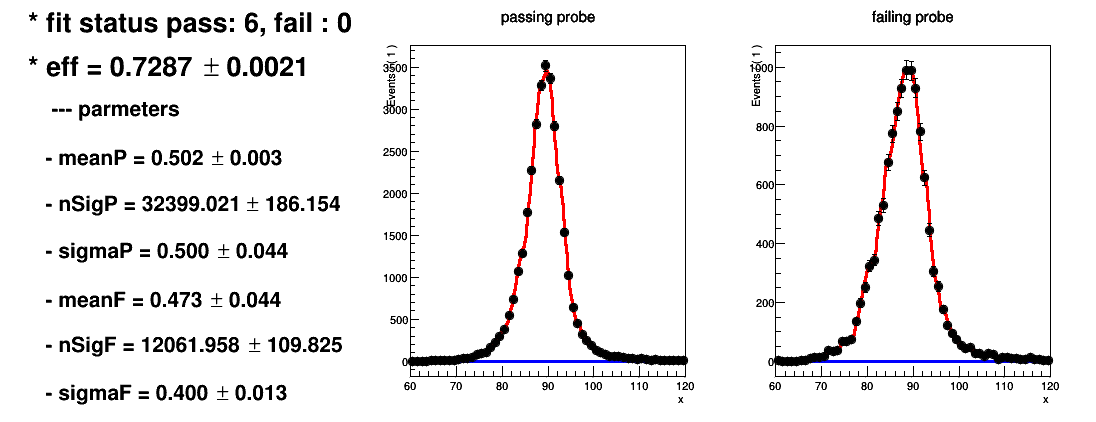 * fit status pass: 6, fail : 0
* eff = 0.7287 ± 0.0021
--- parmeters
- meanP = 0.502 ± 0.003
- nSigP = 32399.021 ± 186.154
- sigmaP = 0.500 ± 0.044
- meanF = 0.473 ± 0.044
- nSigF = 12061.958 ± 109.825
- sigmaF = 0.400 ± 0.013
passing probe
Events / ( 1 )
3500
3000
2500
2000
1500
1000
500
0
60 70 80 90 100 110 120
x
failing probe
Events / ( 1 )
1000
800
600
400
200
0
60 70 80 90 100 110 120
x